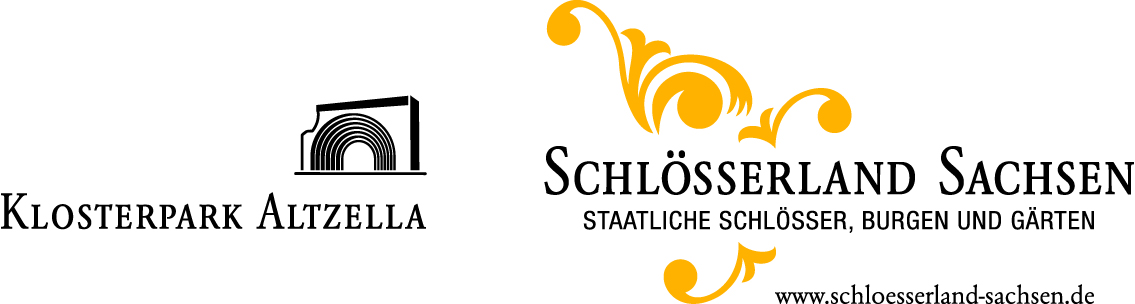 KLOSTERPARK ALTZELLA
SCHLÖSSERLAND SACHSEN
STAATLICHE SCHLÖSSER, BURGEN UND GÄRTEN
www.schloesserland-sachsen.de